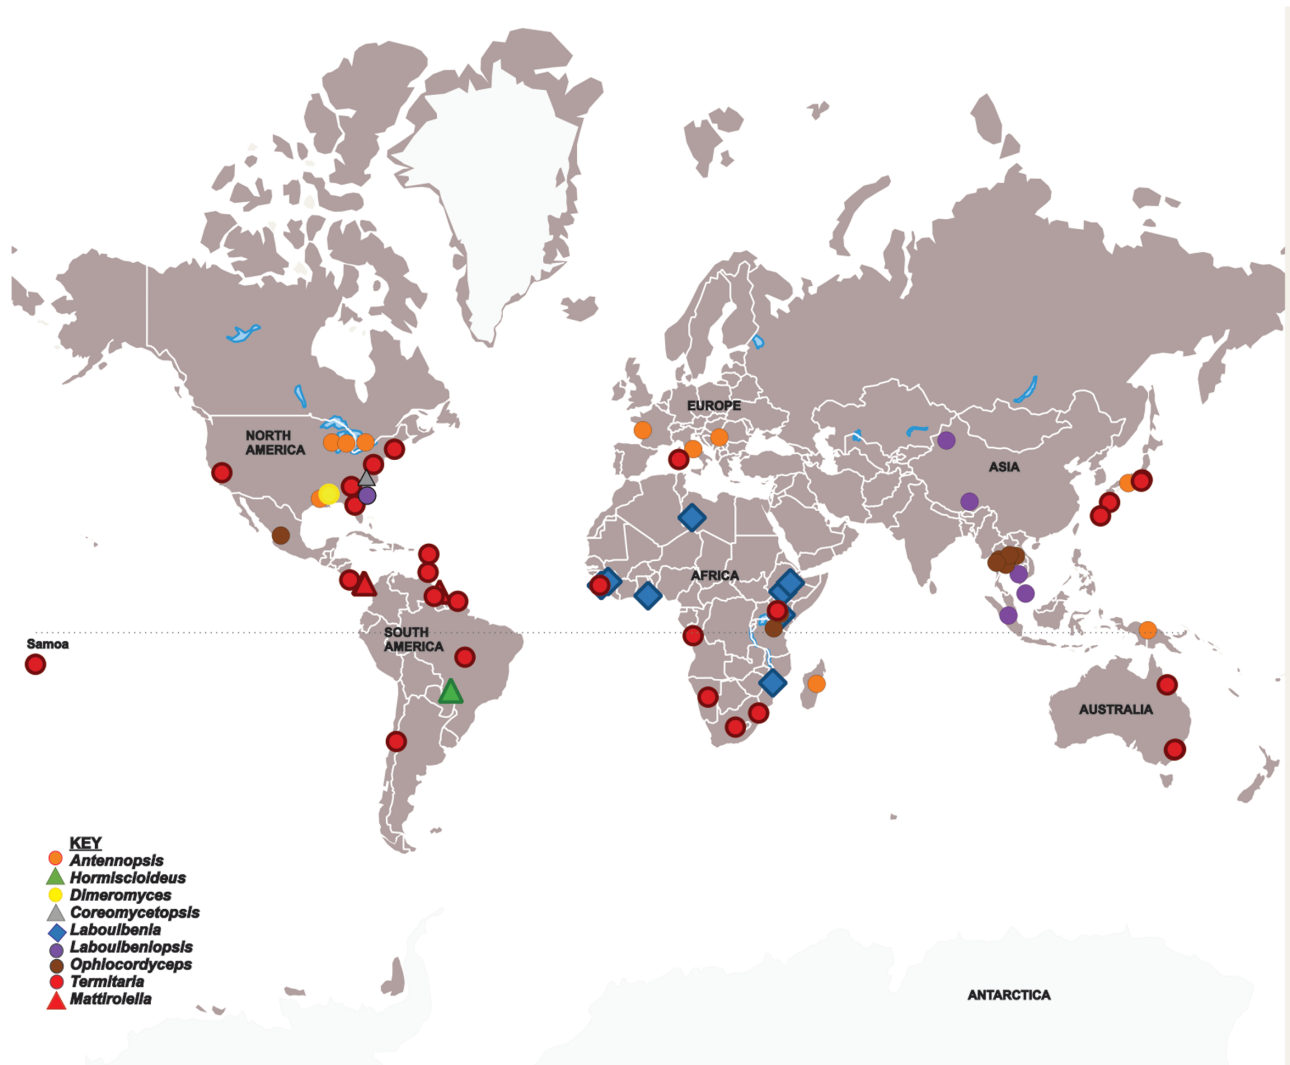 EUROPE
NORTH
AMERICA
ASIA
AFRICA
SOUTH
AMERICA
Samoa
AUSTRALIA
KEY
Antennopsis
Hormiscioideus
Dimeromyces
Coreomycetopsis
Laboulbenia
Laboulbeniopsis
Ophiocordyceps
Termitaria
Mattirolella
ANTARCTICA